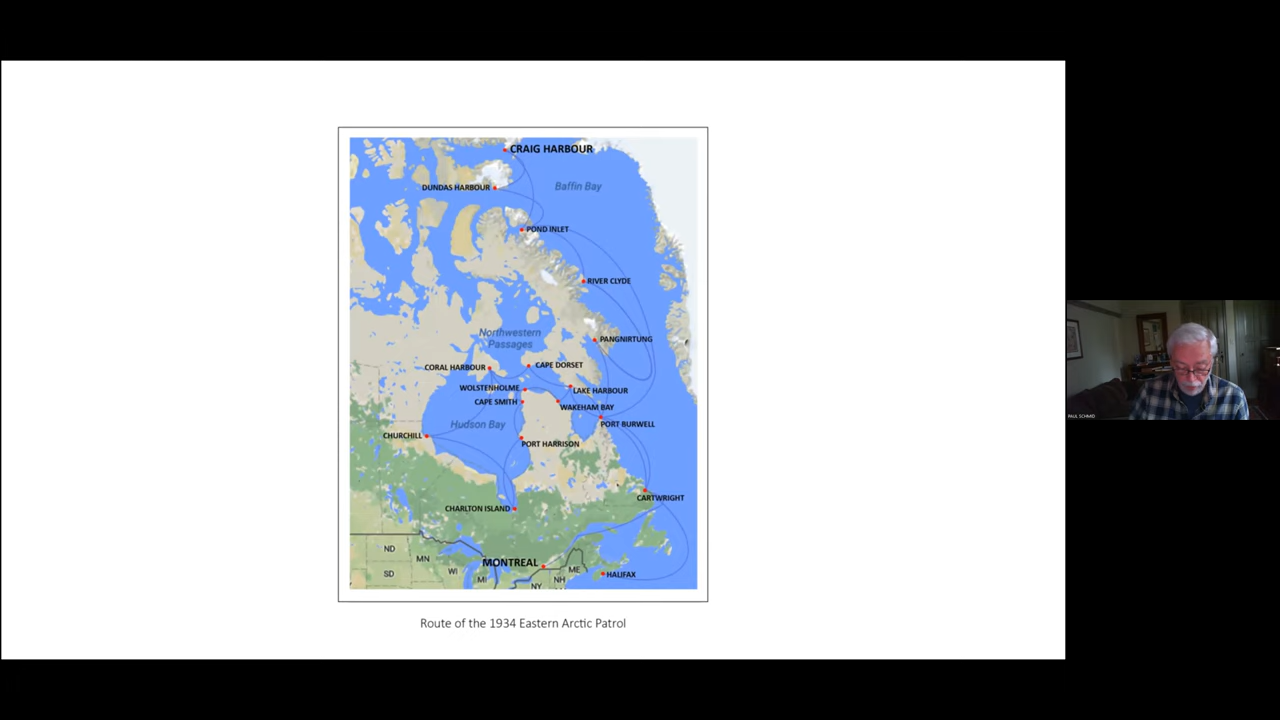 CRAIG HARBOUR
DUNDAS HARBOUR
Baffin Bay
POND INLET
RIVER CLYDE
Northwestern
Passages
PANGNIRTUNG
CORAL HARBOUR
CAPE DORSET
WOLSTENHOLME
LAKE HARBOUR
CAPE SMITH
WAKEHAM BAY
Hudson Bay
PORT BURWELL
CHURCHILL
PORT HARRISON
CARTWRIGHT
CHARLTON ISLAND
ND
MN
MONTREAL
SD
WI
MI
NY
NH
ME
HALIFAX
Route of the 1934 Eastern Arctic Patrol
PAUL SCHMID